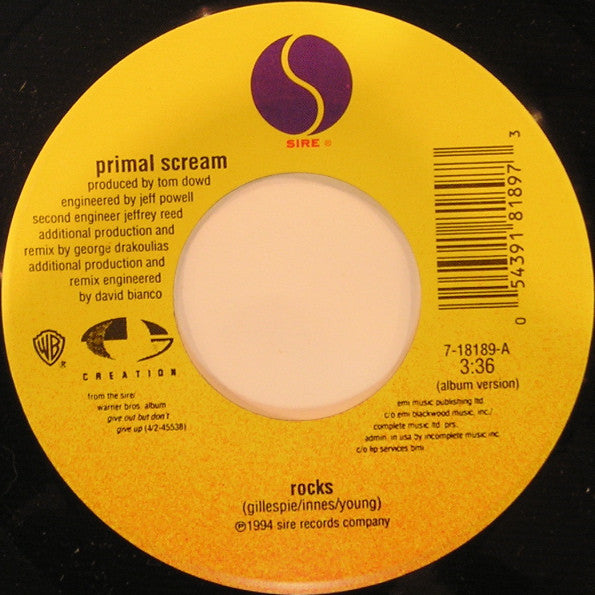 SIRE ®
primal scream
produced by tom dowd
engineered by jeff powell
second engineer jeffrey reed
additional production and
remix by george drakoulias
additional production and
remix engineered
by david bianco
WB ®
CREATION
from the sire/
warner bros. album
give out but don't
give up (4/2-45538)
0 54391 81897 3
7-18189-A
3:36
(album version)
emi music publishing ltd.
c/o emi blackwood music, inc./
complete music ltd. prs.
admin. in usa by incomplete music inc.
c/o hp services bmi
rocks
(gillespie/innes/young)
℗1994 sire records company